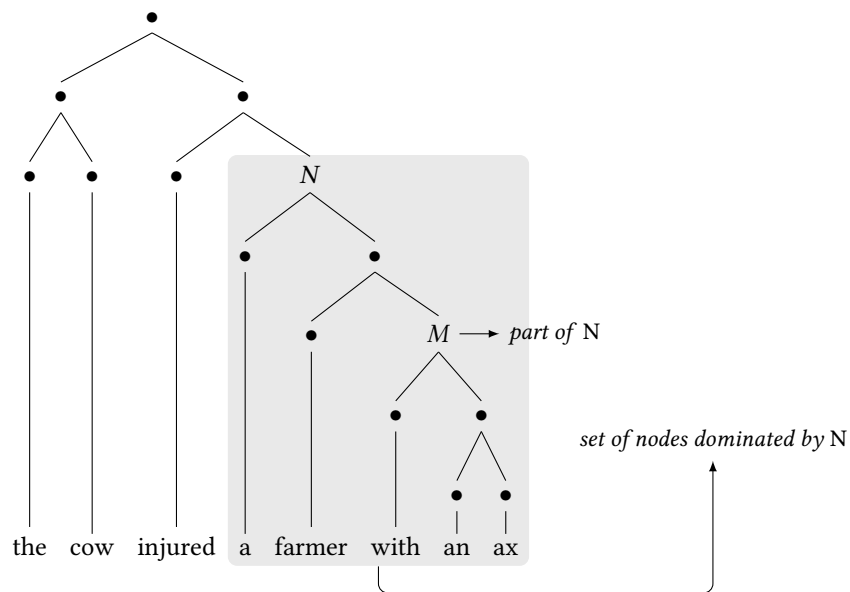 N
M
part of N
set of nodes dominated by N
the cow injured a farmer with an ax